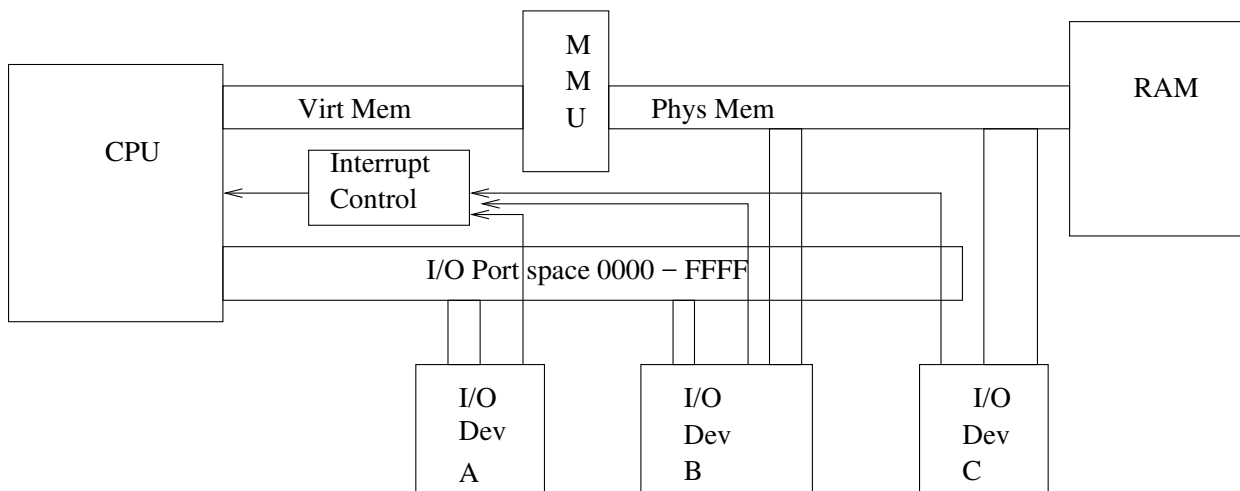 M
M
U
RAM
Virt Mem
Phys Mem
CPU
Interrupt
Control
I/O Port space 0000 − FFFF
I/O
Dev
A
I/O
Dev
B
I/O
Dev
C